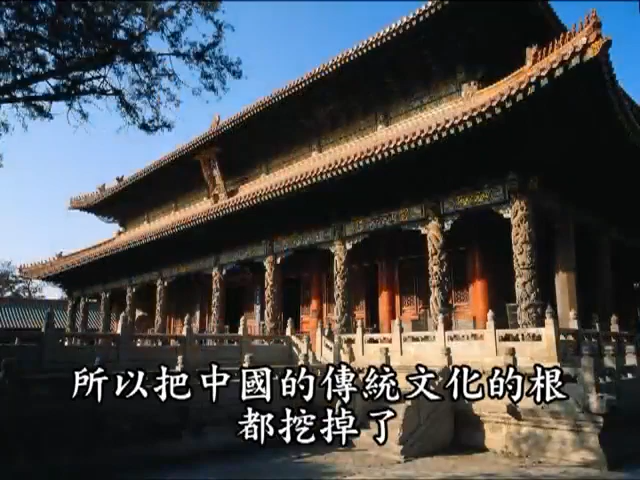 所以把中國的傳統文化的根
都挖掉了